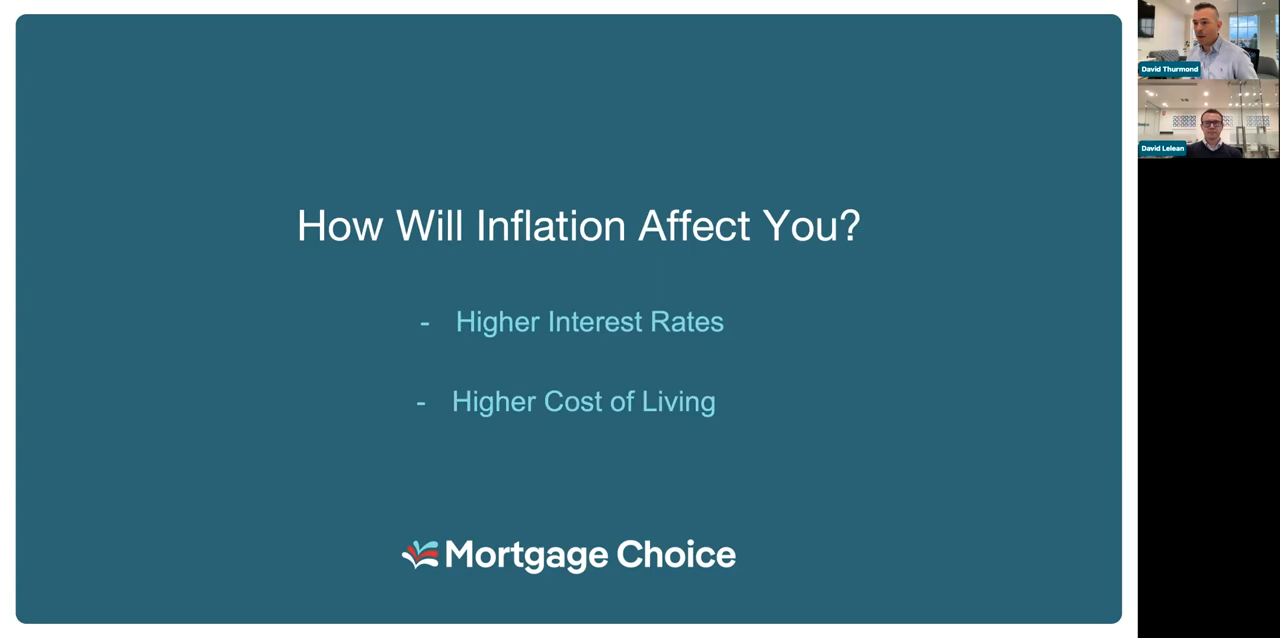 How Will Inflation Affect You?
- Higher Interest Rates
- Higher Cost of Living
Mortgage Choice
David Thurmond
David Lelean